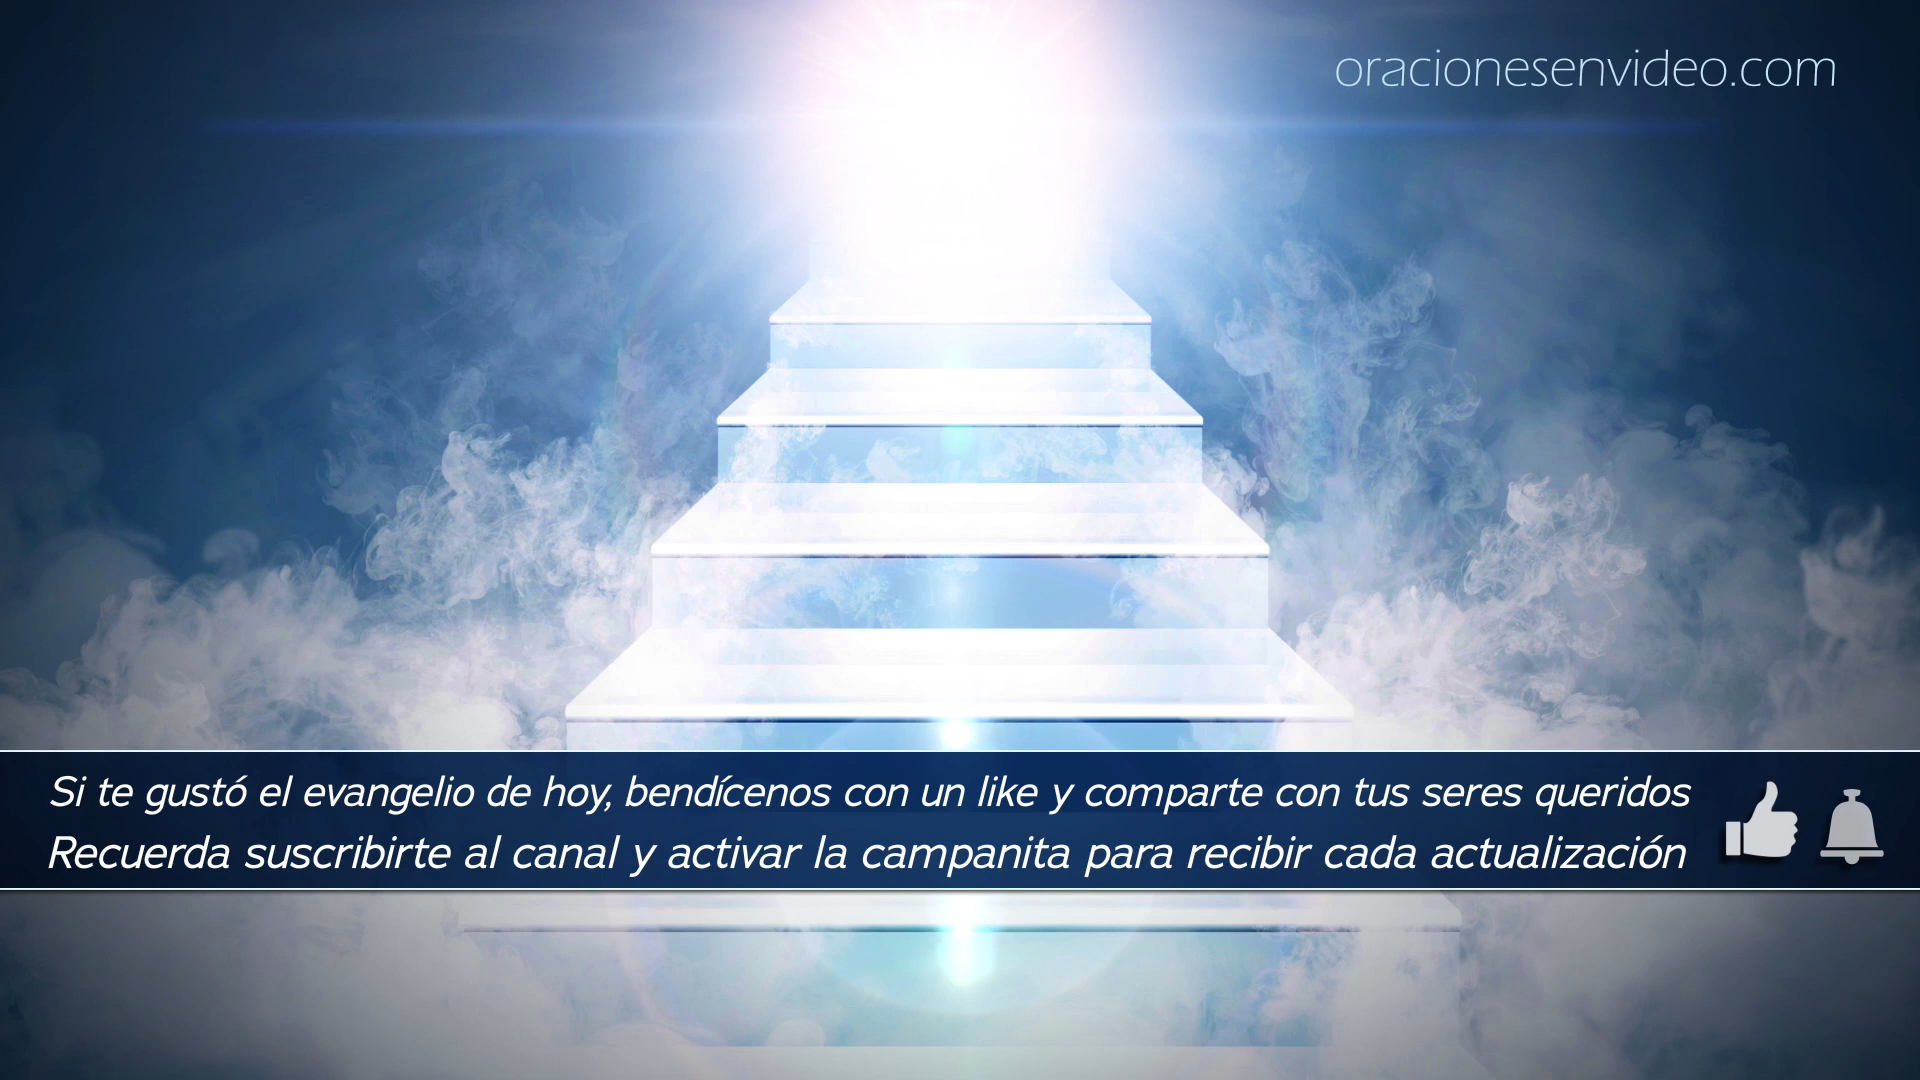 oracionesenvideo.com
Si te gustó el evangelio de hoy, bendícenos con un like y comparte con tus seres queridos
Recuerda suscribirte al canal y activar la campanita para recibir cada actualización